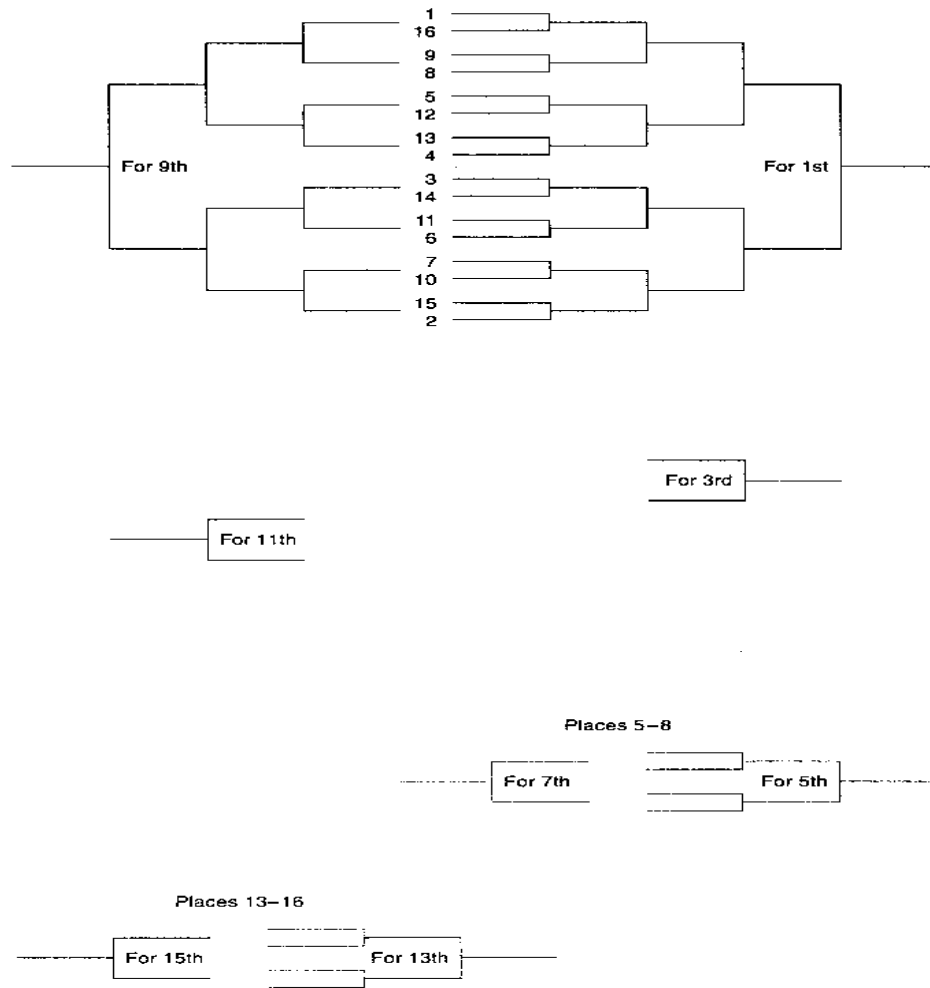 1
16
9
8
5
12
13
4
For 9th
For 1st
3
14
11
6
7
10
15
2
For 3rd
For 11th
Places 5–8
For 7th
For 5th
Places 13–16
For 15th
For 13th